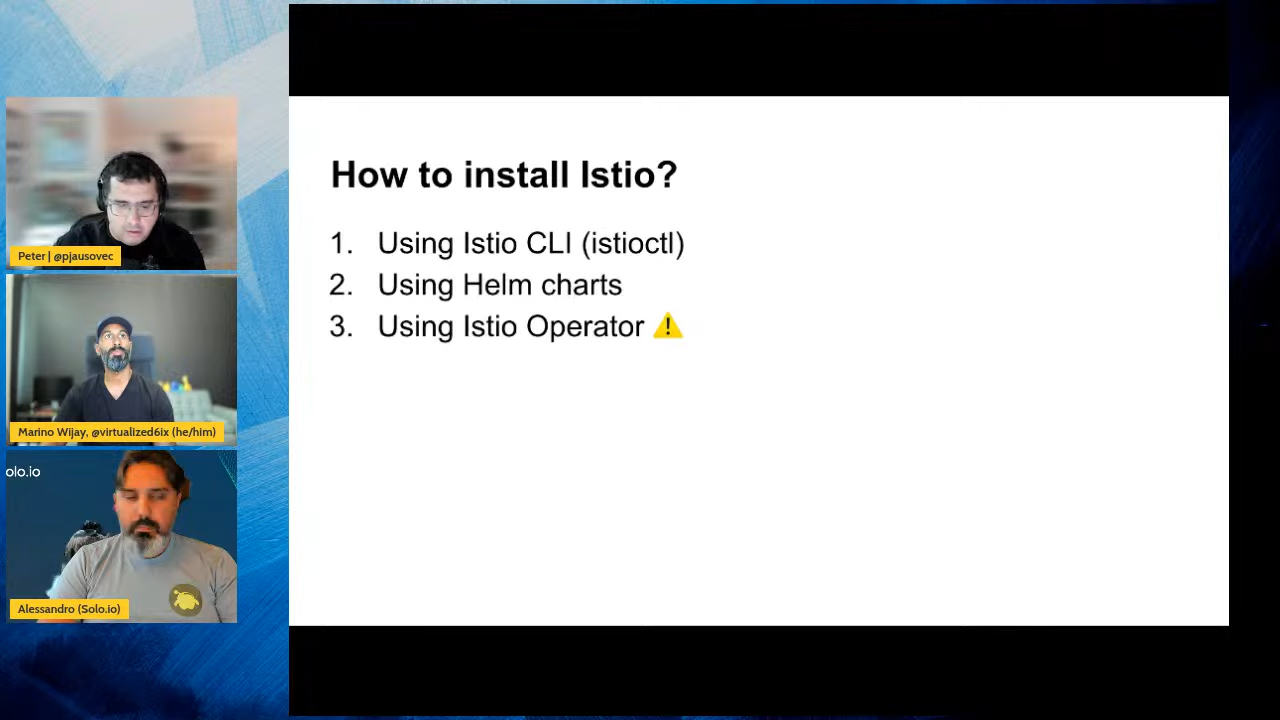 Peter | @pjausovec
Marino Wijay, @virtualized6ix (he/him)
olo.io
Alessandro (Solo.io)
How to install Istio?
1. Using Istio CLI (istioctl)
2. Using Helm charts
3. Using Istio Operator ⚠️